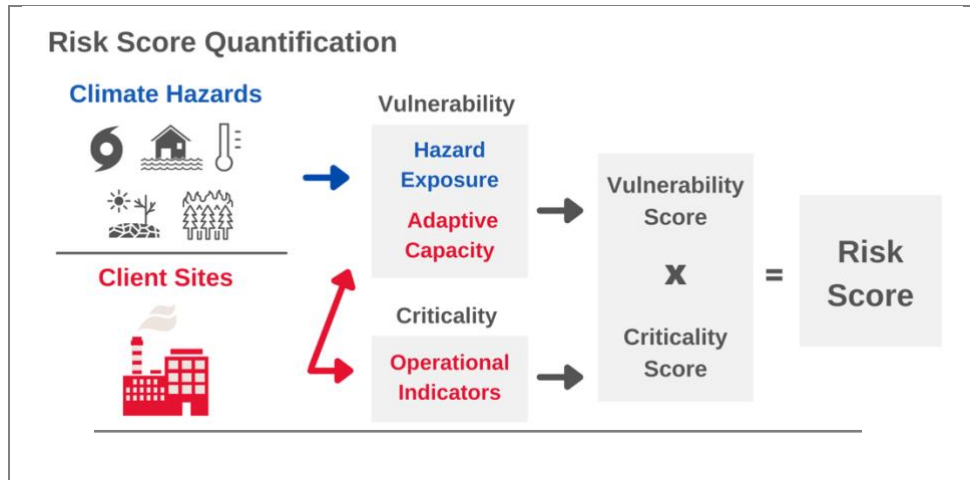 Risk Score Quantification
Climate Hazards
Client Sites
Vulnerability
Hazard
Exposure
Adaptive
Capacity
Criticality
Operational
Indicators
Vulnerability
Score
x
Criticality
Score
=
Risk
Score